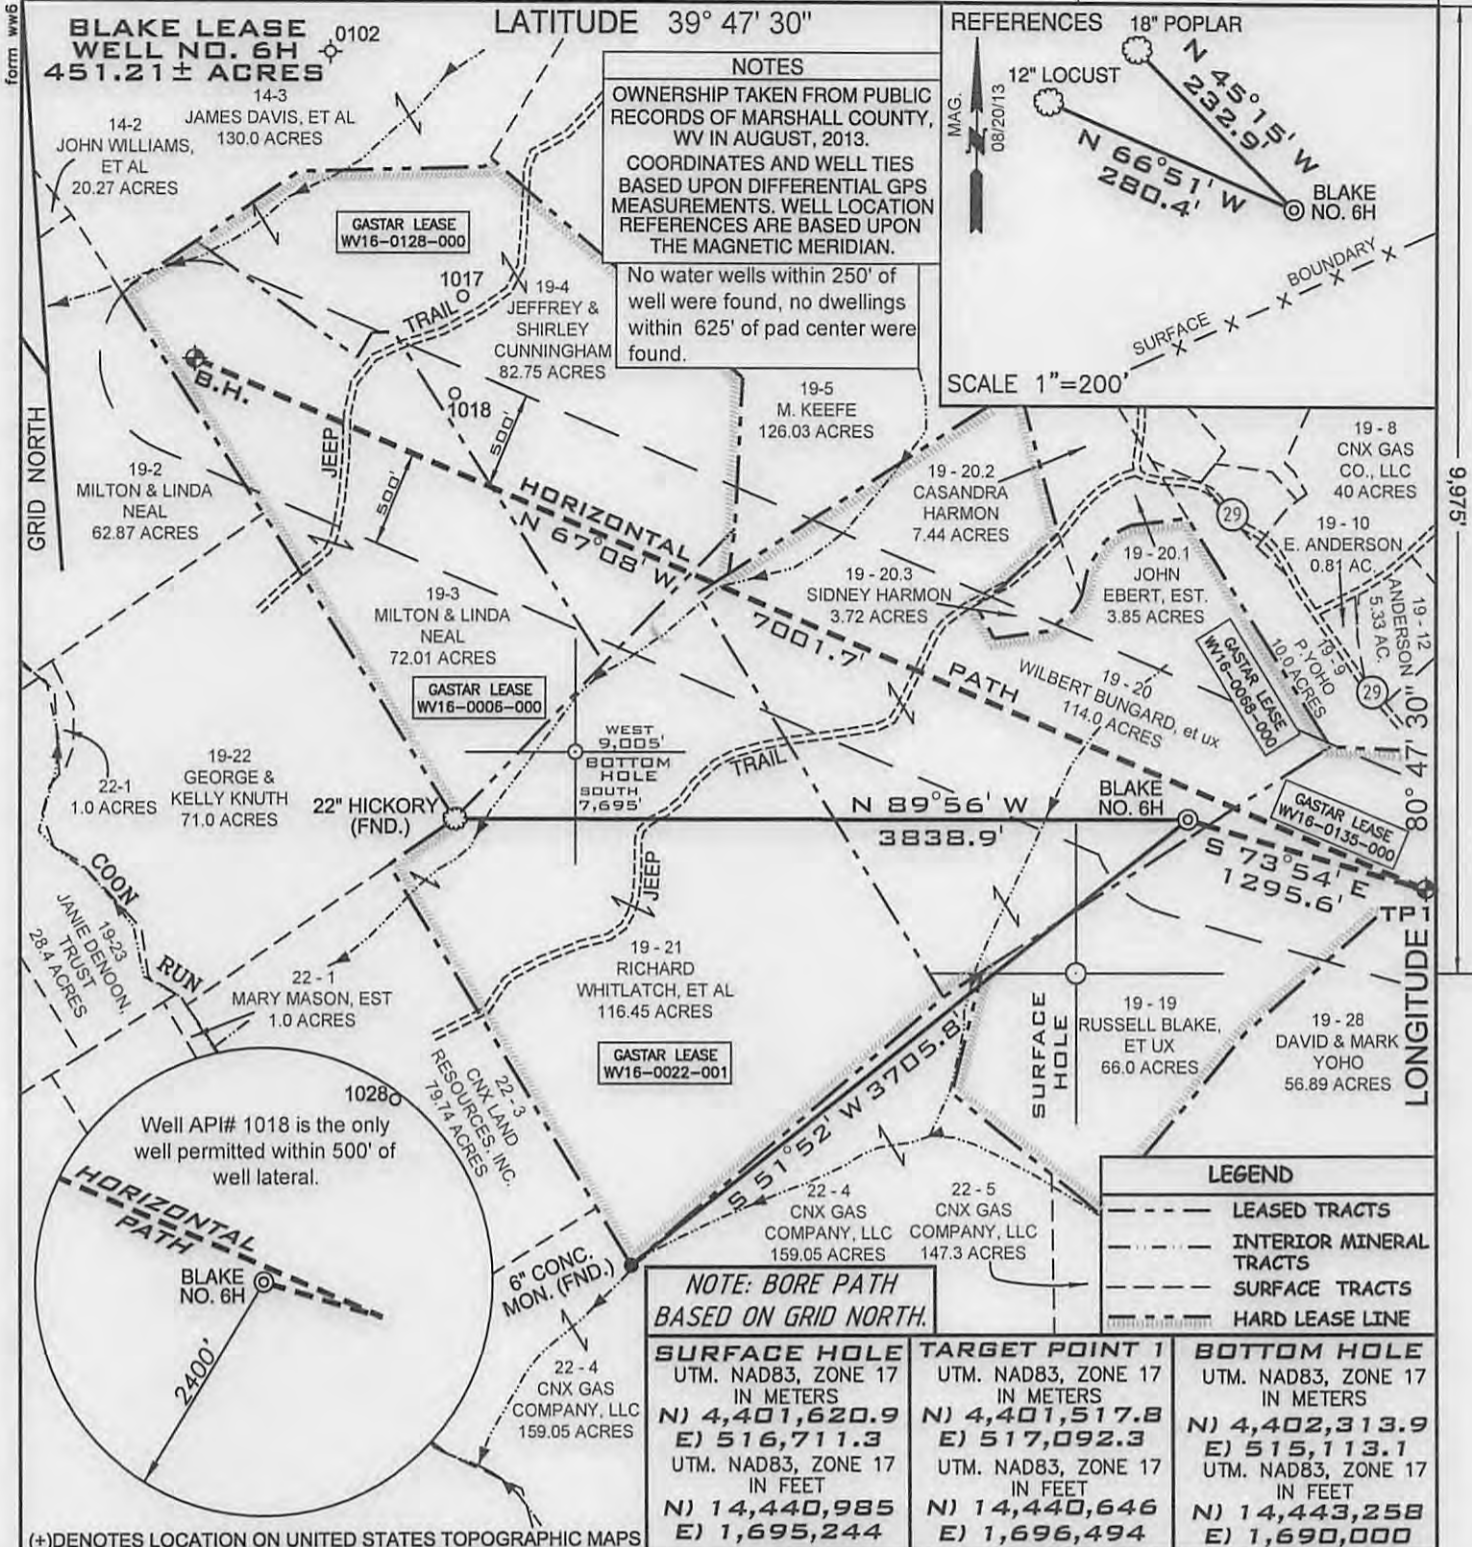 form ww6
BLAKE LEASE
WELL NO. 6H
451.21± ACRES
0102
LATITUDE 39° 47' 30"
14-3
JAMES DAVIS, ET AL
130.0 ACRES
14-2
JOHN WILLIAMS,
ET AL
20.27 ACRES
NOTES
OWNERSHIP TAKEN FROM PUBLIC
RECORDS OF MARSHALL COUNTY,
WV IN AUGUST, 2013.
COORDINATES AND WELL TIES
BASED UPON DIFFERENTIAL GPS
MEASUREMENTS. WELL LOCATION
REFERENCES ARE BASED UPON
THE MAGNETIC MERIDIAN.
No water wells within 250' of
well were found, no dwellings
within 625' of pad center were
found.
REFERENCES
18" POPLAR
12" LOCUST
MAG.
N
08/20/13
N 45°15' W
232.9'
N 66°51' W
280.4'
BLAKE
NO. 6H
SURFACE
BOUNDARY
SCALE 1"=200'
GASTAR LEASE
WV16-0128-000
1017
TRAIL
19-4
JEFFREY &
SHIRLEY
CUNNINGHAM
82.75 ACRES
B.H.
1018
500'
500'
JEEP
19-5
M. KEEFE
126.03 ACRES
GRID NORTH
19-2
MILTON & LINDA
NEAL
62.87 ACRES
HORIZONTAL
N 67°08' W
7001.7'
PATH
19 - 20.2
CASANDRA
HARMON
7.44 ACRES
19 - 8
CNX GAS
CO., LLC
40 ACRES
29
19 - 10
E. ANDERSON
0.81 AC.
9,975'
19 - 20.1
JOHN
EBERT, EST.
3.85 ACRES
19 - 20.3
SIDNEY HARMON
3.72 ACRES
19 - 12
ANDERSON
5.33 AC.
19 - 9
P.YOHO
10.0 ACRES
29
19-3
MILTON & LINDA
NEAL
72.01 ACRES
GASTAR LEASE
WV16-0006-000
GASTAR LEASE
WV16-0068-000
19 - 20
WILBERT BUNGARD, et ux
114.0 ACRES
WEST
9,005'
BOTTOM
HOLE
SOUTH
7,695'
TRAIL
JEEP
22-1
1.0 ACRES
19-22
GEORGE &
KELLY KNUTH
71.0 ACRES
22" HICKORY
(FND.)
N 89°56' W
3838.9'
BLAKE
NO. 6H
GASTAR LEASE
WV16-0135-000
S 73°54' E
1295.6'
TP1
LONGITUDE 80° 47' 30"
COON
RUN
19-23
JANIE DENOON,
TRUST
28.4 ACRES
22 - 1
MARY MASON, EST
1.0 ACRES
19 - 21
RICHARD
WHITLATCH, ET AL
116.45 ACRES
GASTAR LEASE
WV16-0022-001
S 51°52' W 3705.8'
SURFACE
HOLE
19 - 19
RUSSELL BLAKE,
ET UX
66.0 ACRES
19 - 28
DAVID & MARK
YOHO
56.89 ACRES
22 - 3
CNX LAND
RESOURCES, INC.
79.74 ACRES
1028
Well API# 1018 is the only
well permitted within 500' of
well lateral.
HORIZONTAL
PATH
BLAKE
NO. 6H
2400'
6" CONC.
MON. (FND.)
22 - 4
CNX GAS
COMPANY, LLC
159.05 ACRES
22 - 5
CNX GAS
COMPANY, LLC
147.3 ACRES
22 - 4
CNX GAS
COMPANY, LLC
159.05 ACRES
LEGEND
LEASED TRACTS
INTERIOR MINERAL
TRACTS
SURFACE TRACTS
HARD LEASE LINE
NOTE: BORE PATH
BASED ON GRID NORTH.
SURFACE HOLE
UTM. NAD83, ZONE 17
IN METERS
N) 4,401,620.9
E) 516,711.3
UTM. NAD83, ZONE 17
IN FEET
N) 14,440,985
E) 1,695,244
TARGET POINT 1
UTM. NAD83, ZONE 17
IN METERS
N) 4,401,517.8
E) 517,092.3
UTM. NAD83, ZONE 17
IN FEET
N) 14,440,646
E) 1,696,494
BOTTOM HOLE
UTM. NAD83, ZONE 17
IN METERS
N) 4,402,313.9
E) 515,113.1
UTM. NAD83, ZONE 17
IN FEET
N) 14,443,258
E) 1,690,000
(+)DENOTES LOCATION ON UNITED STATES TOPOGRAPHIC MAPS